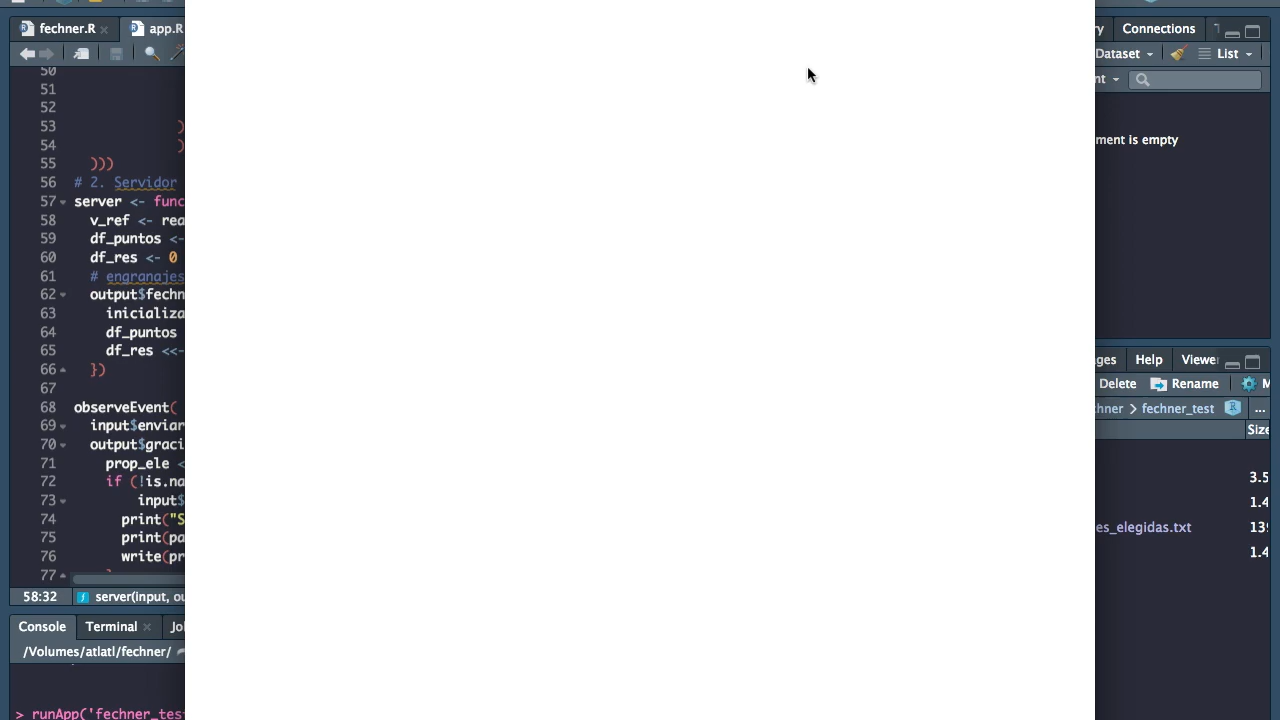 fechner.R
app.R
50
51
52
53 )
54 )
55 )))
56 # 2. Servidor
57 server <- func
58 v_ref <- rea
59 df_puntos <-
60 df_res <- 0
61 # engranajes
62 output$fechn
63 inicializa
64 df_puntos
65 df_res <<-
66 })
67
68 observeEvent(
69 input$enviar
70 output$graci
71 prop_ele <
72 if (!is.na
73 input$
74 print("S
75 print(pa
76 write(pr
77
58:32 server(input, ou
Console Terminal Jo
/Volumes/atlatl/fechner/
> runApp('fechner_tes
ry Connections T
Dataset List
nt
ment is empty
ges Help Viewe
Delete Rename M
hner > fechner_test ...
Size
3.5
1.4
es_elegidas.txt 13
1.4